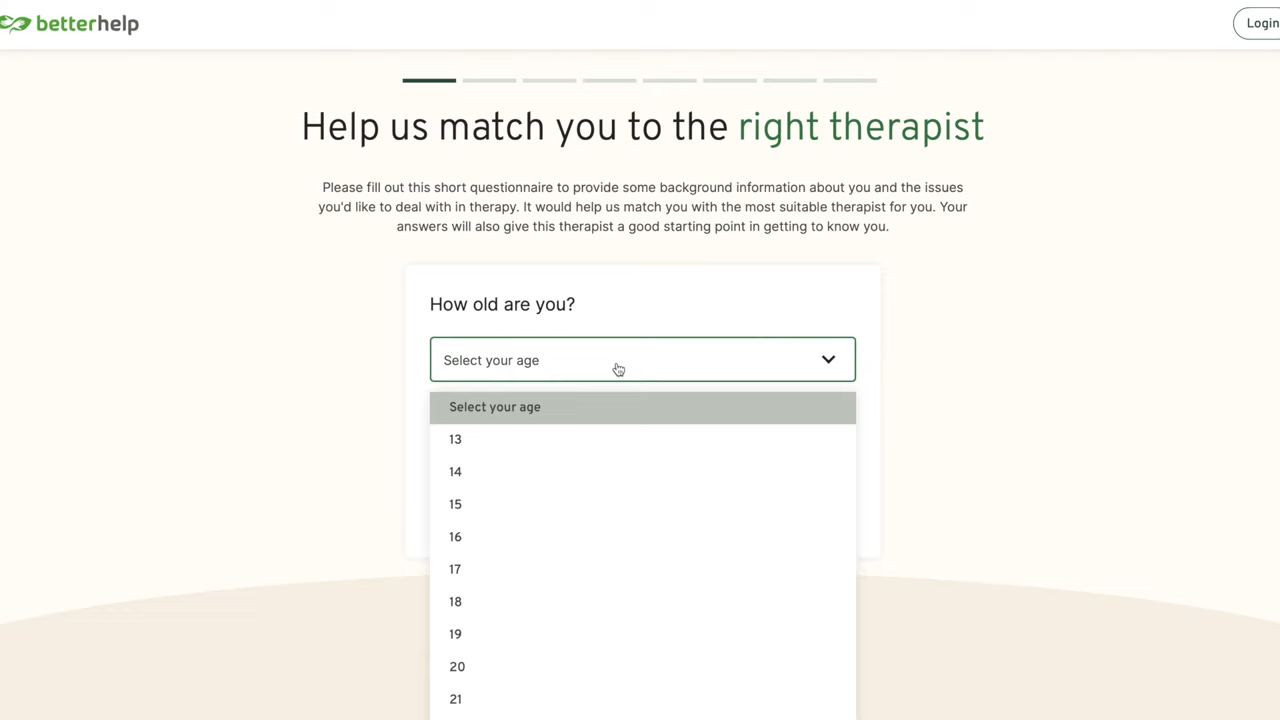 betterhelp
Login
Help us match you to the right therapist
Please fill out this short questionnaire to provide some background information about you and the issues
you'd like to deal with in therapy. It would help us match you with the most suitable therapist for you. Your
answers will also give this therapist a good starting point in getting to know you.
How old are you?
Select your age
Select your age
13
14
15
16
17
18
19
20
21